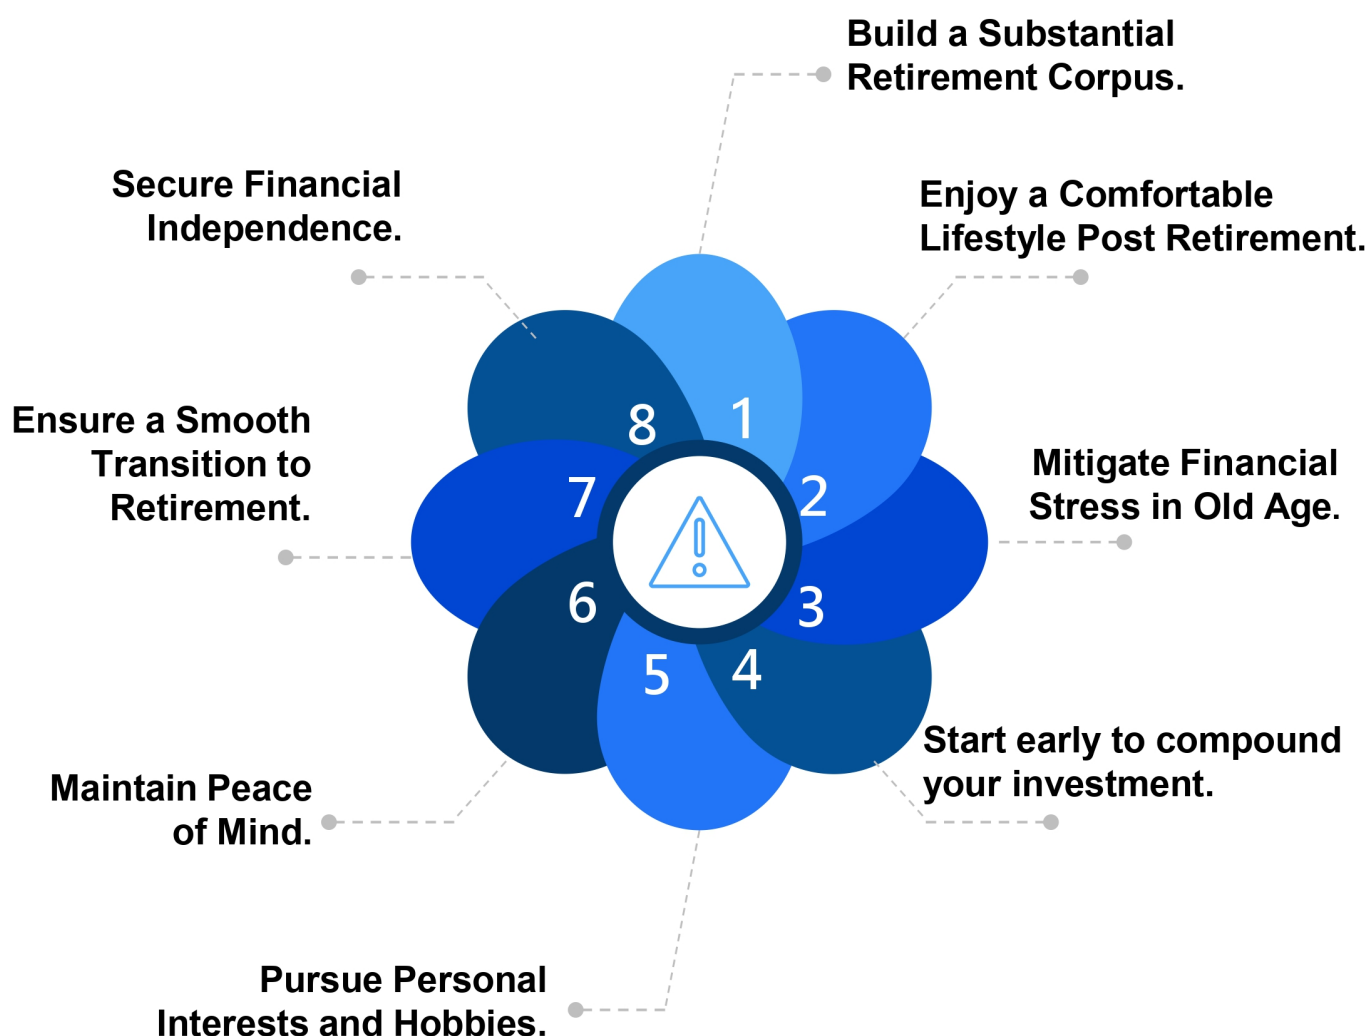 Build a Substantial
Retirement Corpus.
Enjoy a Comfortable
Lifestyle Post Retirement.
Mitigate Financial
Stress in Old Age.
Start early to compound
your investment.
Pursue Personal
Interests and Hobbies.
Maintain Peace
of Mind.
Ensure a Smooth
Transition to
Retirement.
Secure Financial
Independence.
1
2
3
4
5
6
7
8